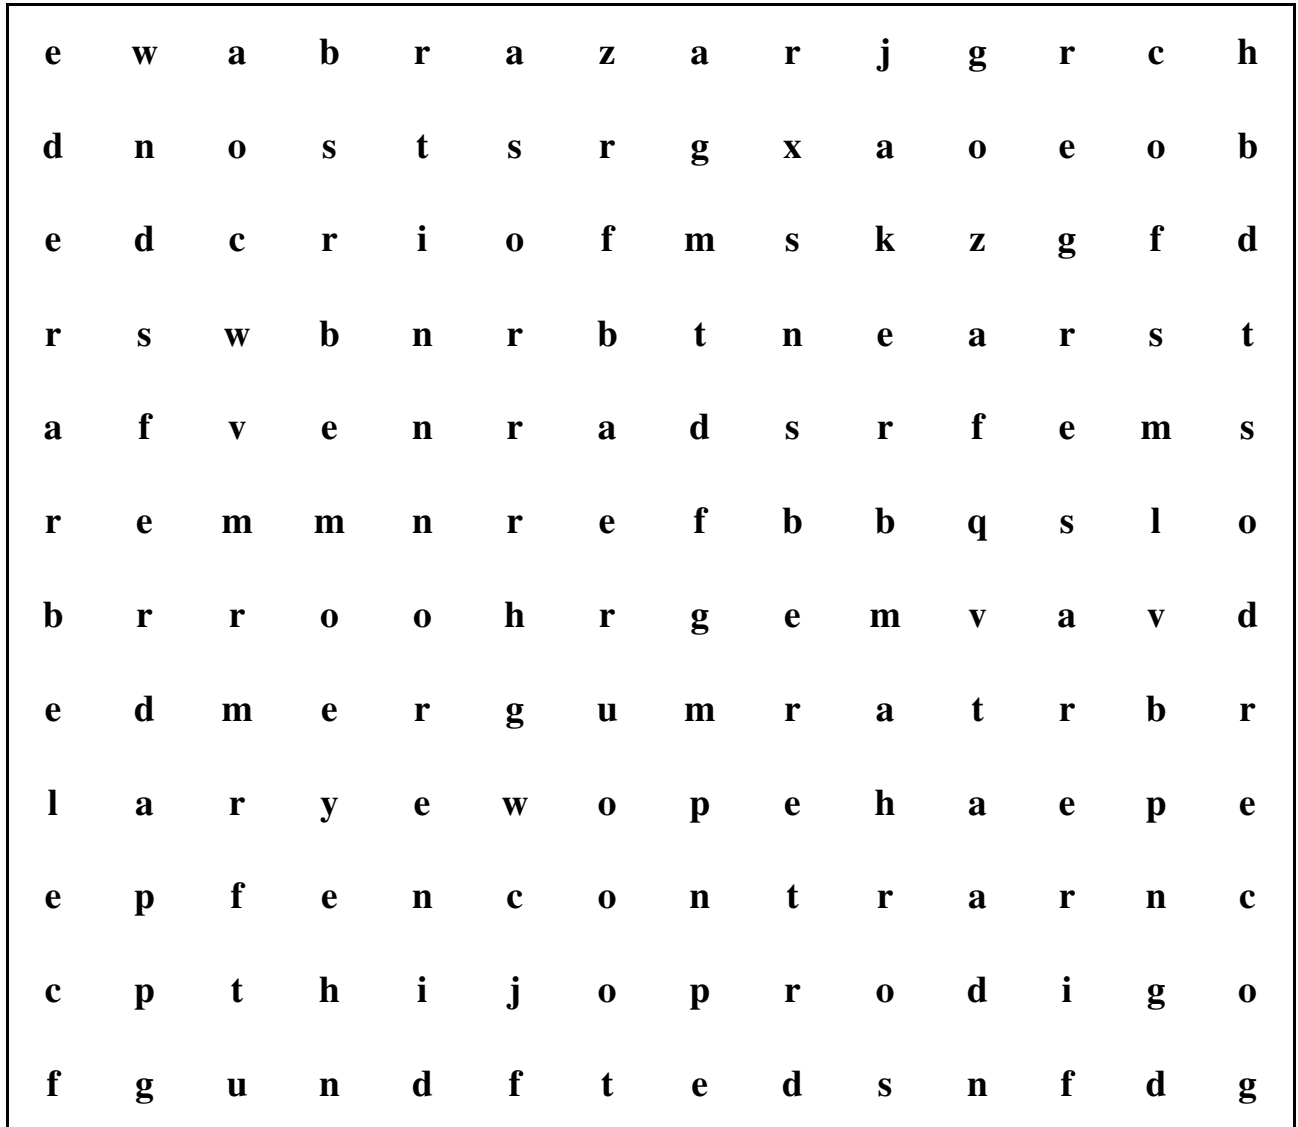 e w a b r a z a r j g r c h
d n o s t s r g x a o e o b
e d c r i o f m s k z g f d
r s w b n r b t n e a r s t
a f v e n r a d s r f e m s
r e m m n r e f b b q s l o
b r r o o h r g e m v a v d
e d m e r g u m r a t r b r
l a r y e w o p e h a e p e
e p f e n c o n t r a r n c
c p t h i j o p r o d i g o
f g u n d f t e d s n f d g